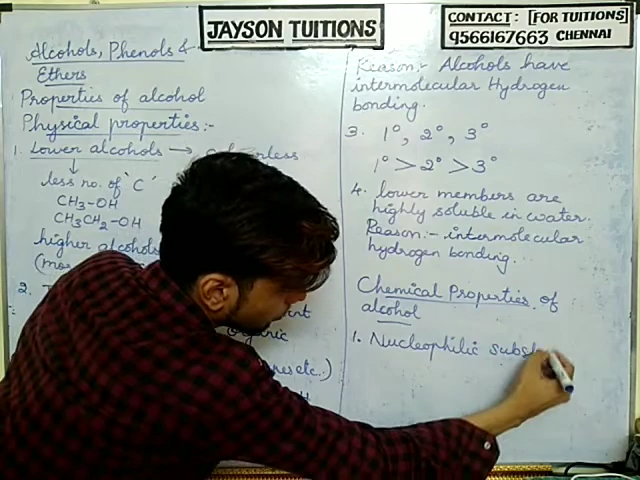 JAYSON TUITIONS
CONTACT: [FOR TUITIONS]
9566167663 CHENNAI
Alcohols, Phenols &
Ethers
Properties of alcohol
Physical properties:-
1. Lower alcohols → colourless
less no. of 'C'
CH3-OH
CH3CH2-OH
higher alcohols
2.
Reason:- Alcohols have
intermolecular Hydrogen
bonding.
3. 1°, 2°, 3°
1° > 2° > 3°
4. lower members are
highly soluble in water.
Reason:- intermolecular
hydrogen bonding.
Chemical Properties of
alcohol
1. Nucleophilic subst